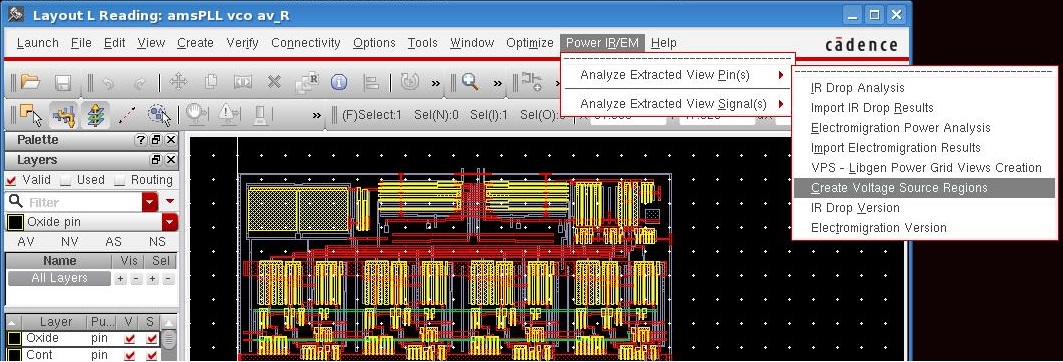 Layout L Reading: amsPLL vco av_R
Launch File Edit View Create Verify Connectivity Options Tools Window Optimize Power IR/EM Help
cādence
Analyze Extracted View Pin(s)
Analyze Extracted View Signal(s)
IR Drop Analysis
Import IR Drop Results
Electromigration Power Analysis
Import Electromigration Results
VPS - Libgen Power Grid Views Creation
Create Voltage Source Regions
IR Drop Version
Electromigration Version
» » »
» (F)Select:1 Sel(N):0 Sel(I):1 Sel(O):
Palette
Layers
Valid Used Routing
Filter
Oxide pin
AV NV AS NS
Name Vis Sel
All Layers + - + -
Layer Pu... V S
Oxide pin
Cont pin